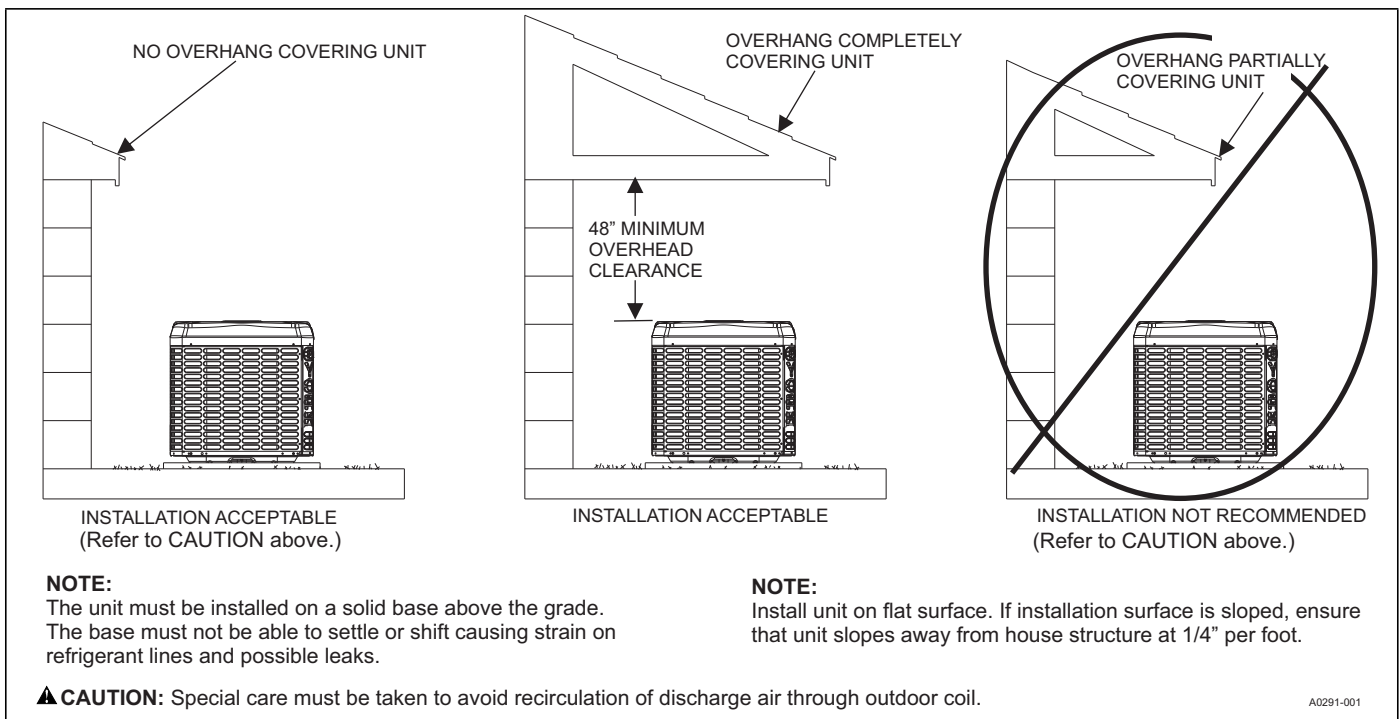 NO OVERHANG COVERING UNIT
OVERHANG COMPLETELY
COVERING UNIT
OVERHANG PARTIALLY
COVERING UNIT
48” MINIMUM
OVERHEAD
CLEARANCE
INSTALLATION ACCEPTABLE
(Refer to CAUTION above.)
INSTALLATION ACCEPTABLE
INSTALLATION NOT RECOMMENDED
(Refer to CAUTION above.)
NOTE:
The unit must be installed on a solid base above the grade.
The base must not be able to settle or shift causing strain on
refrigerant lines and possible leaks.
NOTE:
Install unit on flat surface. If installation surface is sloped, ensure
that unit slopes away from house structure at 1/4” per foot.
CAUTION: Special care must be taken to avoid recirculation of discharge air through outdoor coil.
A0291-001